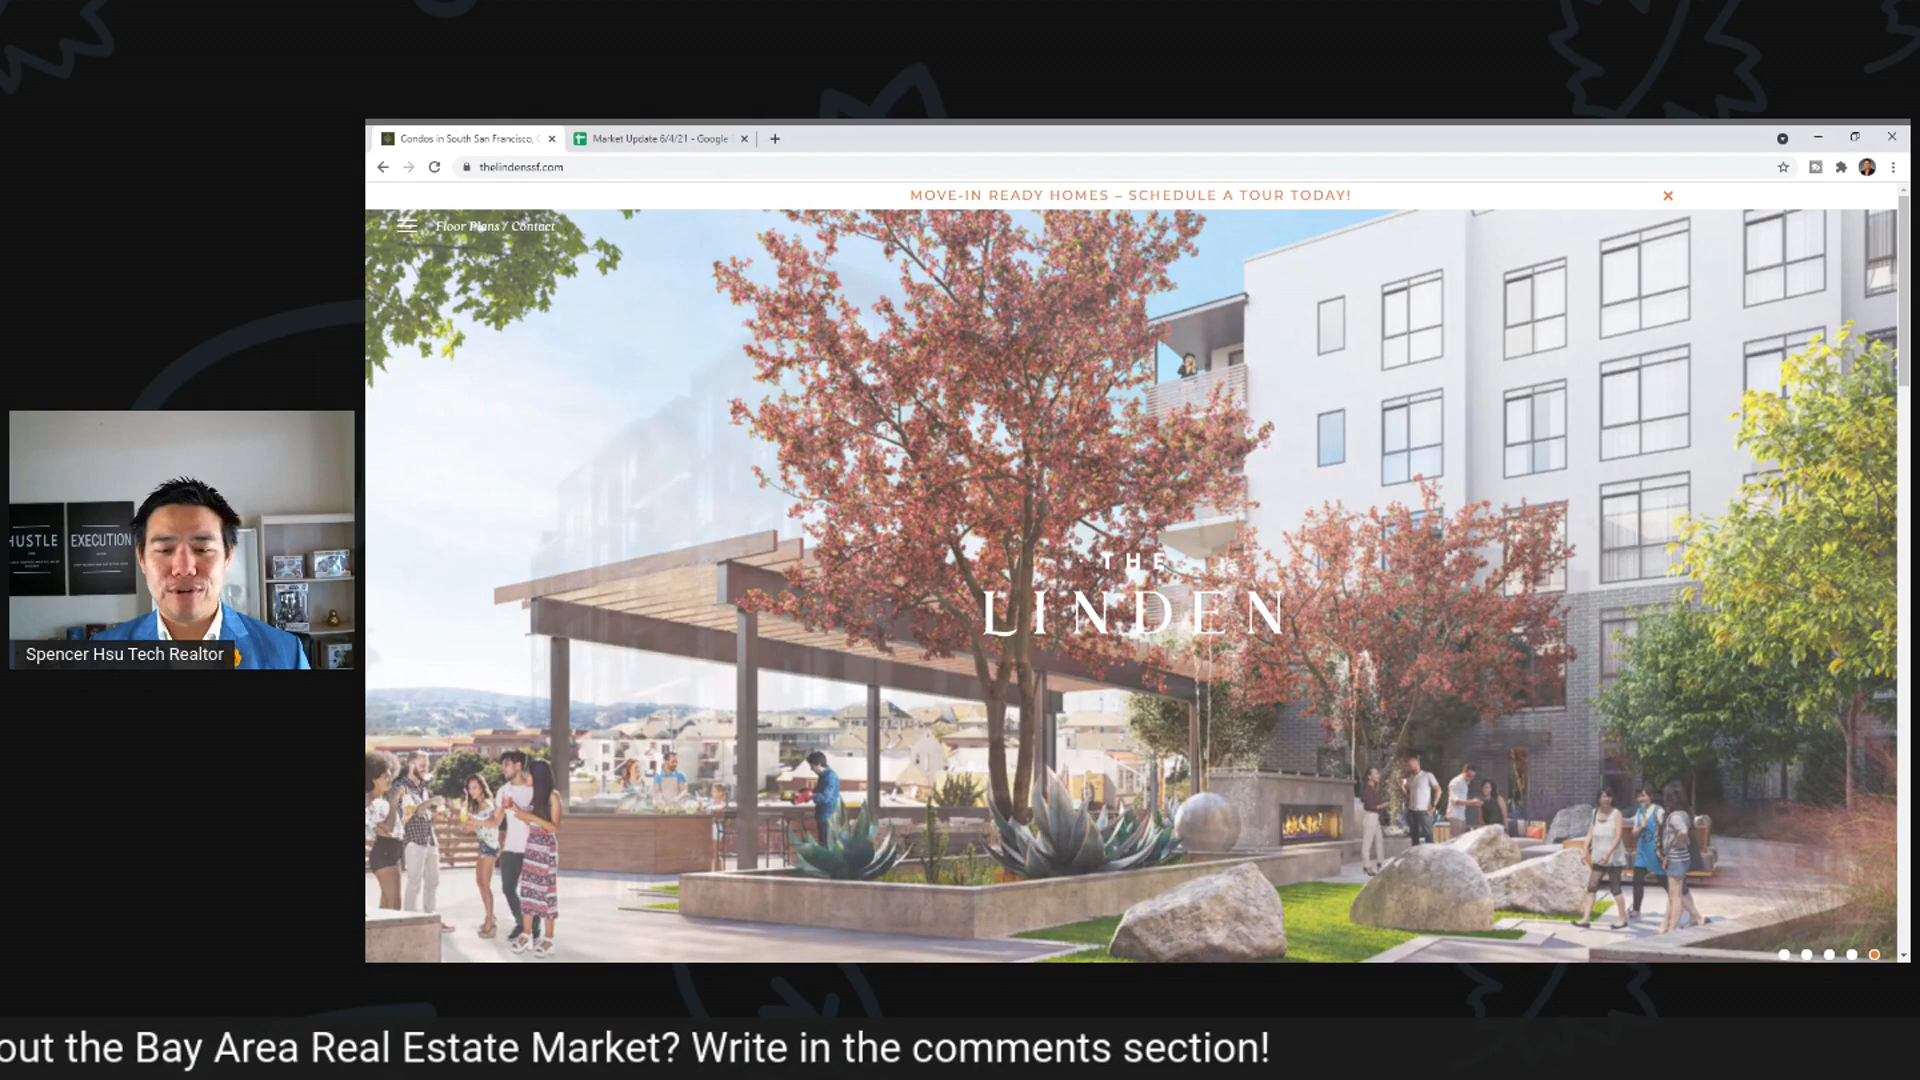 Condos in South San Francisco,
Market Update 6/4/21 - Google
thelindenssf.com
MOVE-IN READY HOMES – SCHEDULE A TOUR TODAY!
Floor Plans / Contact
THE
LINDEN
HUSTLE
EXECUTION
Spencer Hsu Tech Realtor
out the Bay Area Real Estate Market? Write in the comments section!